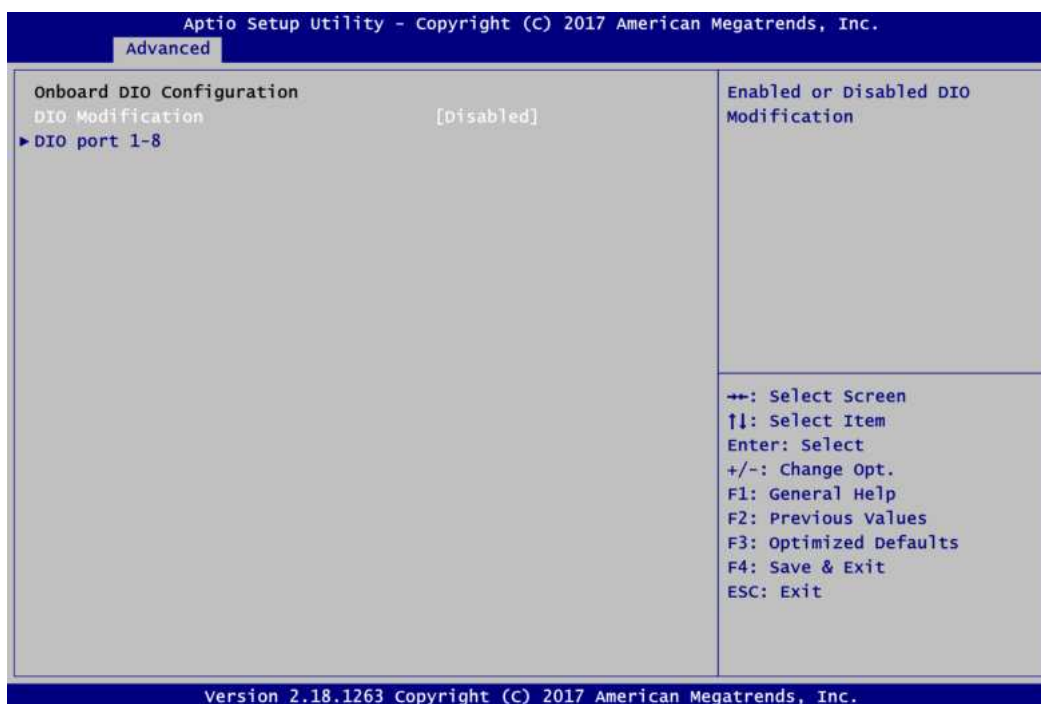 Aptio Setup Utility - Copyright (C) 2017 American Megatrends, Inc.
Advanced
Onboard DIO Configuration
DIO Modification [Disabled]
►DIO port 1-8
Enabled or Disabled DIO
Modification
→←: Select Screen
↑↓: Select Item
Enter: Select
+/-: Change Opt.
F1: General Help
F2: Previous Values
F3: Optimized Defaults
F4: Save & Exit
ESC: Exit
Version 2.18.1263 Copyright (C) 2017 American Megatrends, Inc.